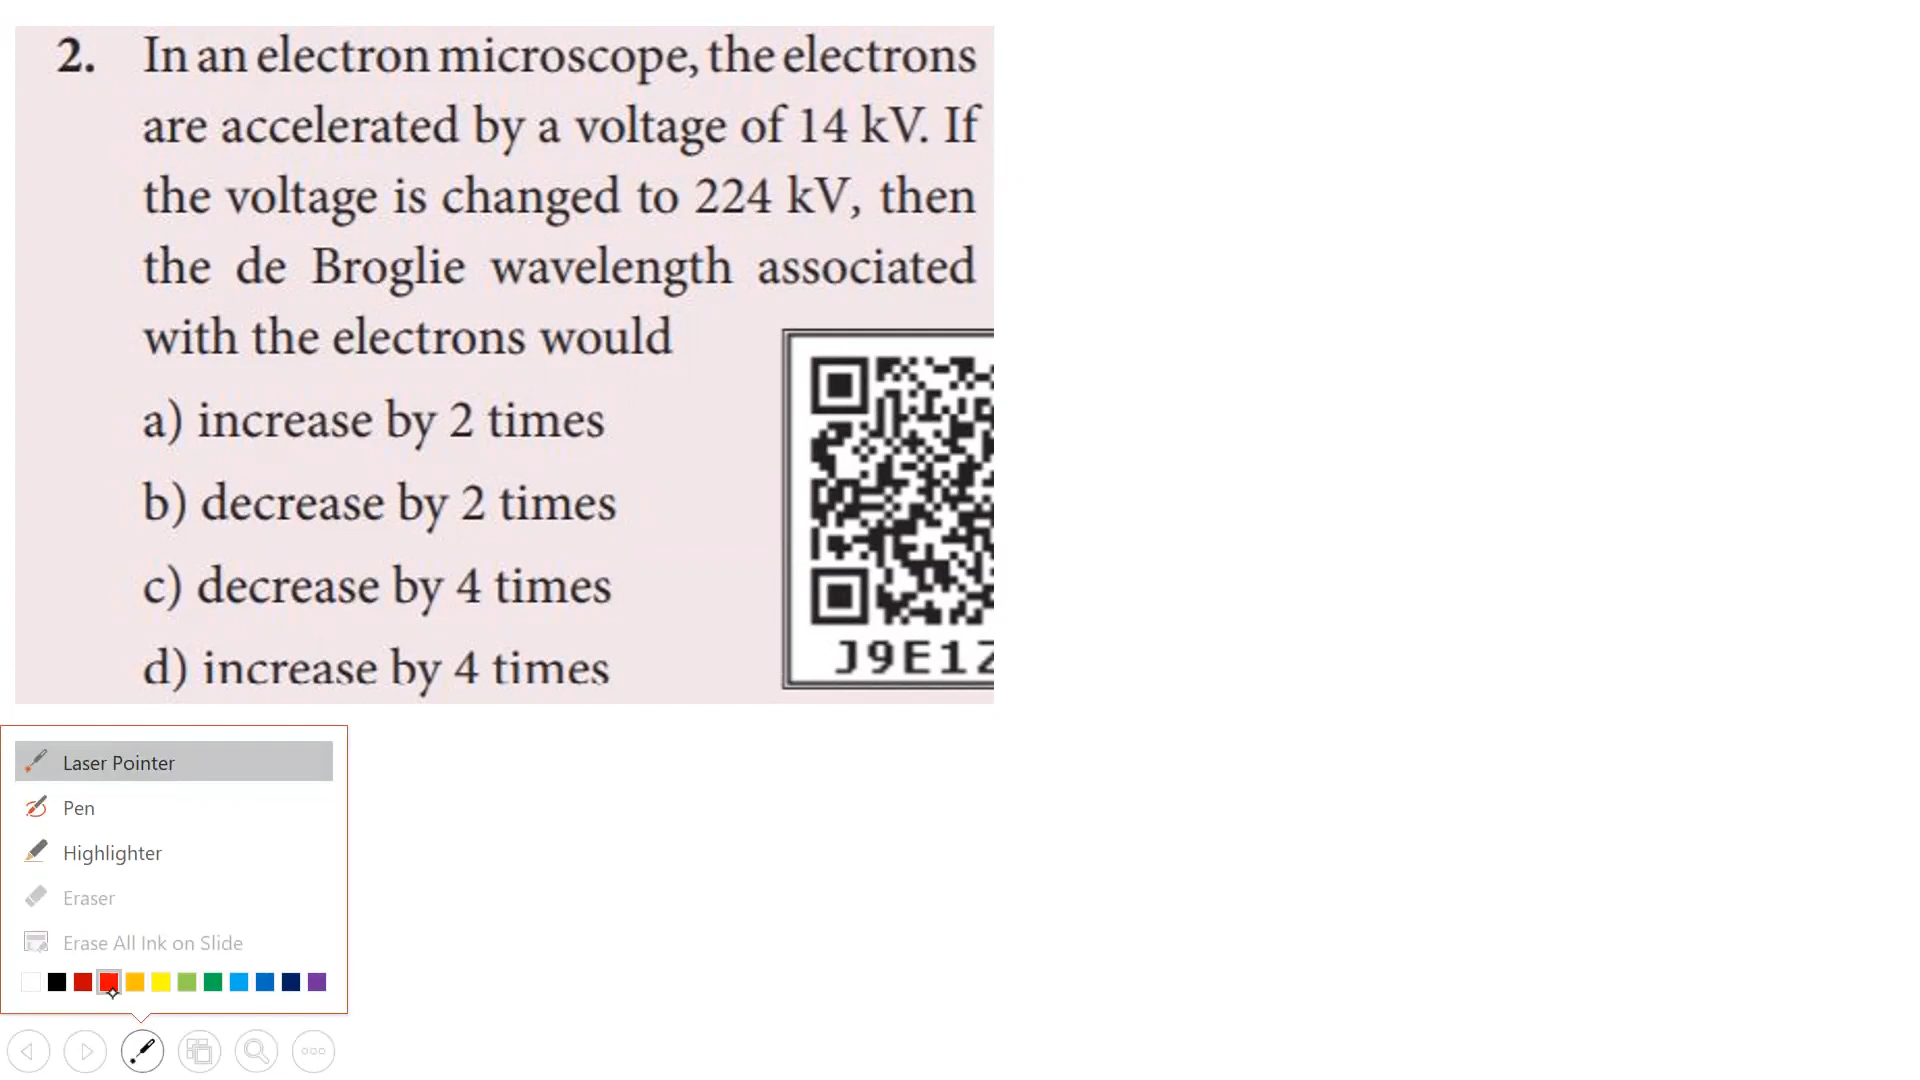 2. In an electron microscope, the electrons
are accelerated by a voltage of 14 kV. If
the voltage is changed to 224 kV, then
the de Broglie wavelength associated
with the electrons would
a) increase by 2 times
b) decrease by 2 times
c) decrease by 4 times
d) increase by 4 times
J9E1Z
Laser Pointer
Pen
Highlighter
Eraser
Erase All Ink on Slide